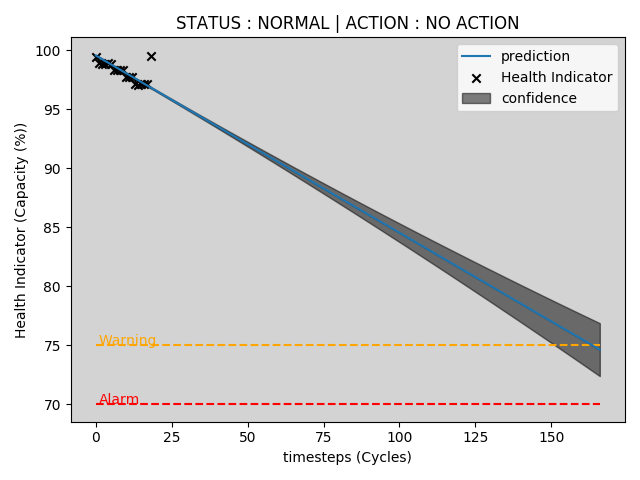 STATUS : NORMAL | ACTION : NO ACTION
prediction
Health Indicator
confidence
Health Indicator (Capacity (%))
100
95
90
85
80
75
70
Warning
Alarm
0 25 50 75 100 125 150
timesteps (Cycles)